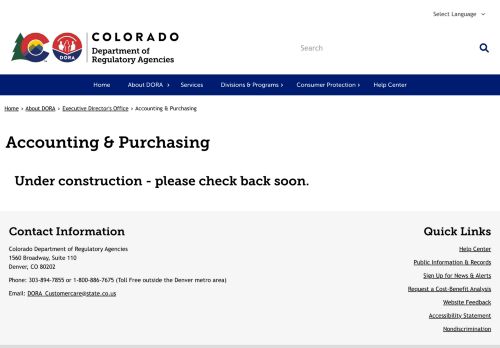 Select Language
COLORADO
Department of
Regulatory Agencies
DORA
Search
Home About DORA Services Divisions & Programs Consumer Protection Help Center
Home › About DORA › Executive Director's Office › Accounting & Purchasing
Accounting & Purchasing
Under construction - please check back soon.
Contact Information
Colorado Department of Regulatory Agencies
1560 Broadway, Suite 110
Denver, CO 80202
Phone: 303-894-7855 or 1-800-886-7675 (Toll Free outside the Denver metro area)
Email: DORA_Customercare@state.co.us
Quick Links
Help Center
Public Information & Records
Sign Up for News & Alerts
Request a Cost-Benefit Analysis
Website Feedback
Accessibility Statement
Nondiscrimination